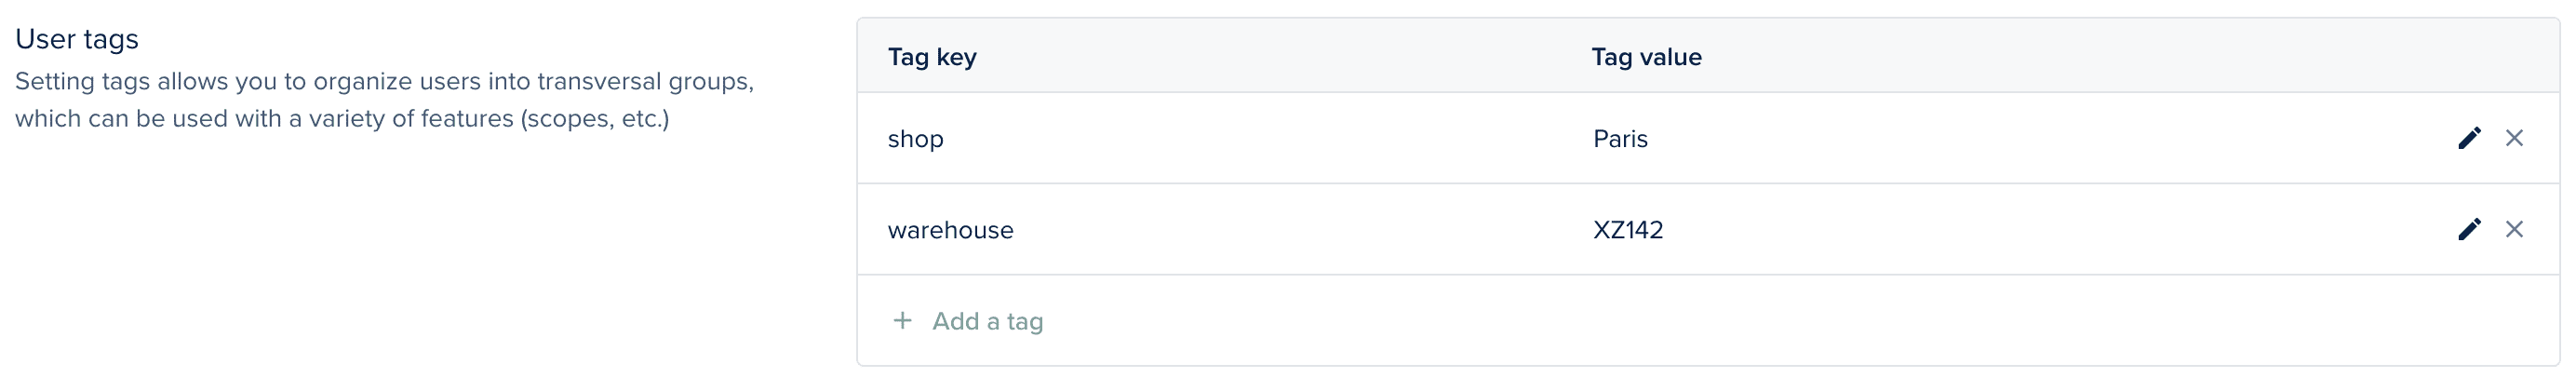 User tags
Setting tags allows you to organize users into transversal groups,
which can be used with a variety of features (scopes, etc.)
Tag key Tag value
shop Paris
warehouse XZ142
+ Add a tag